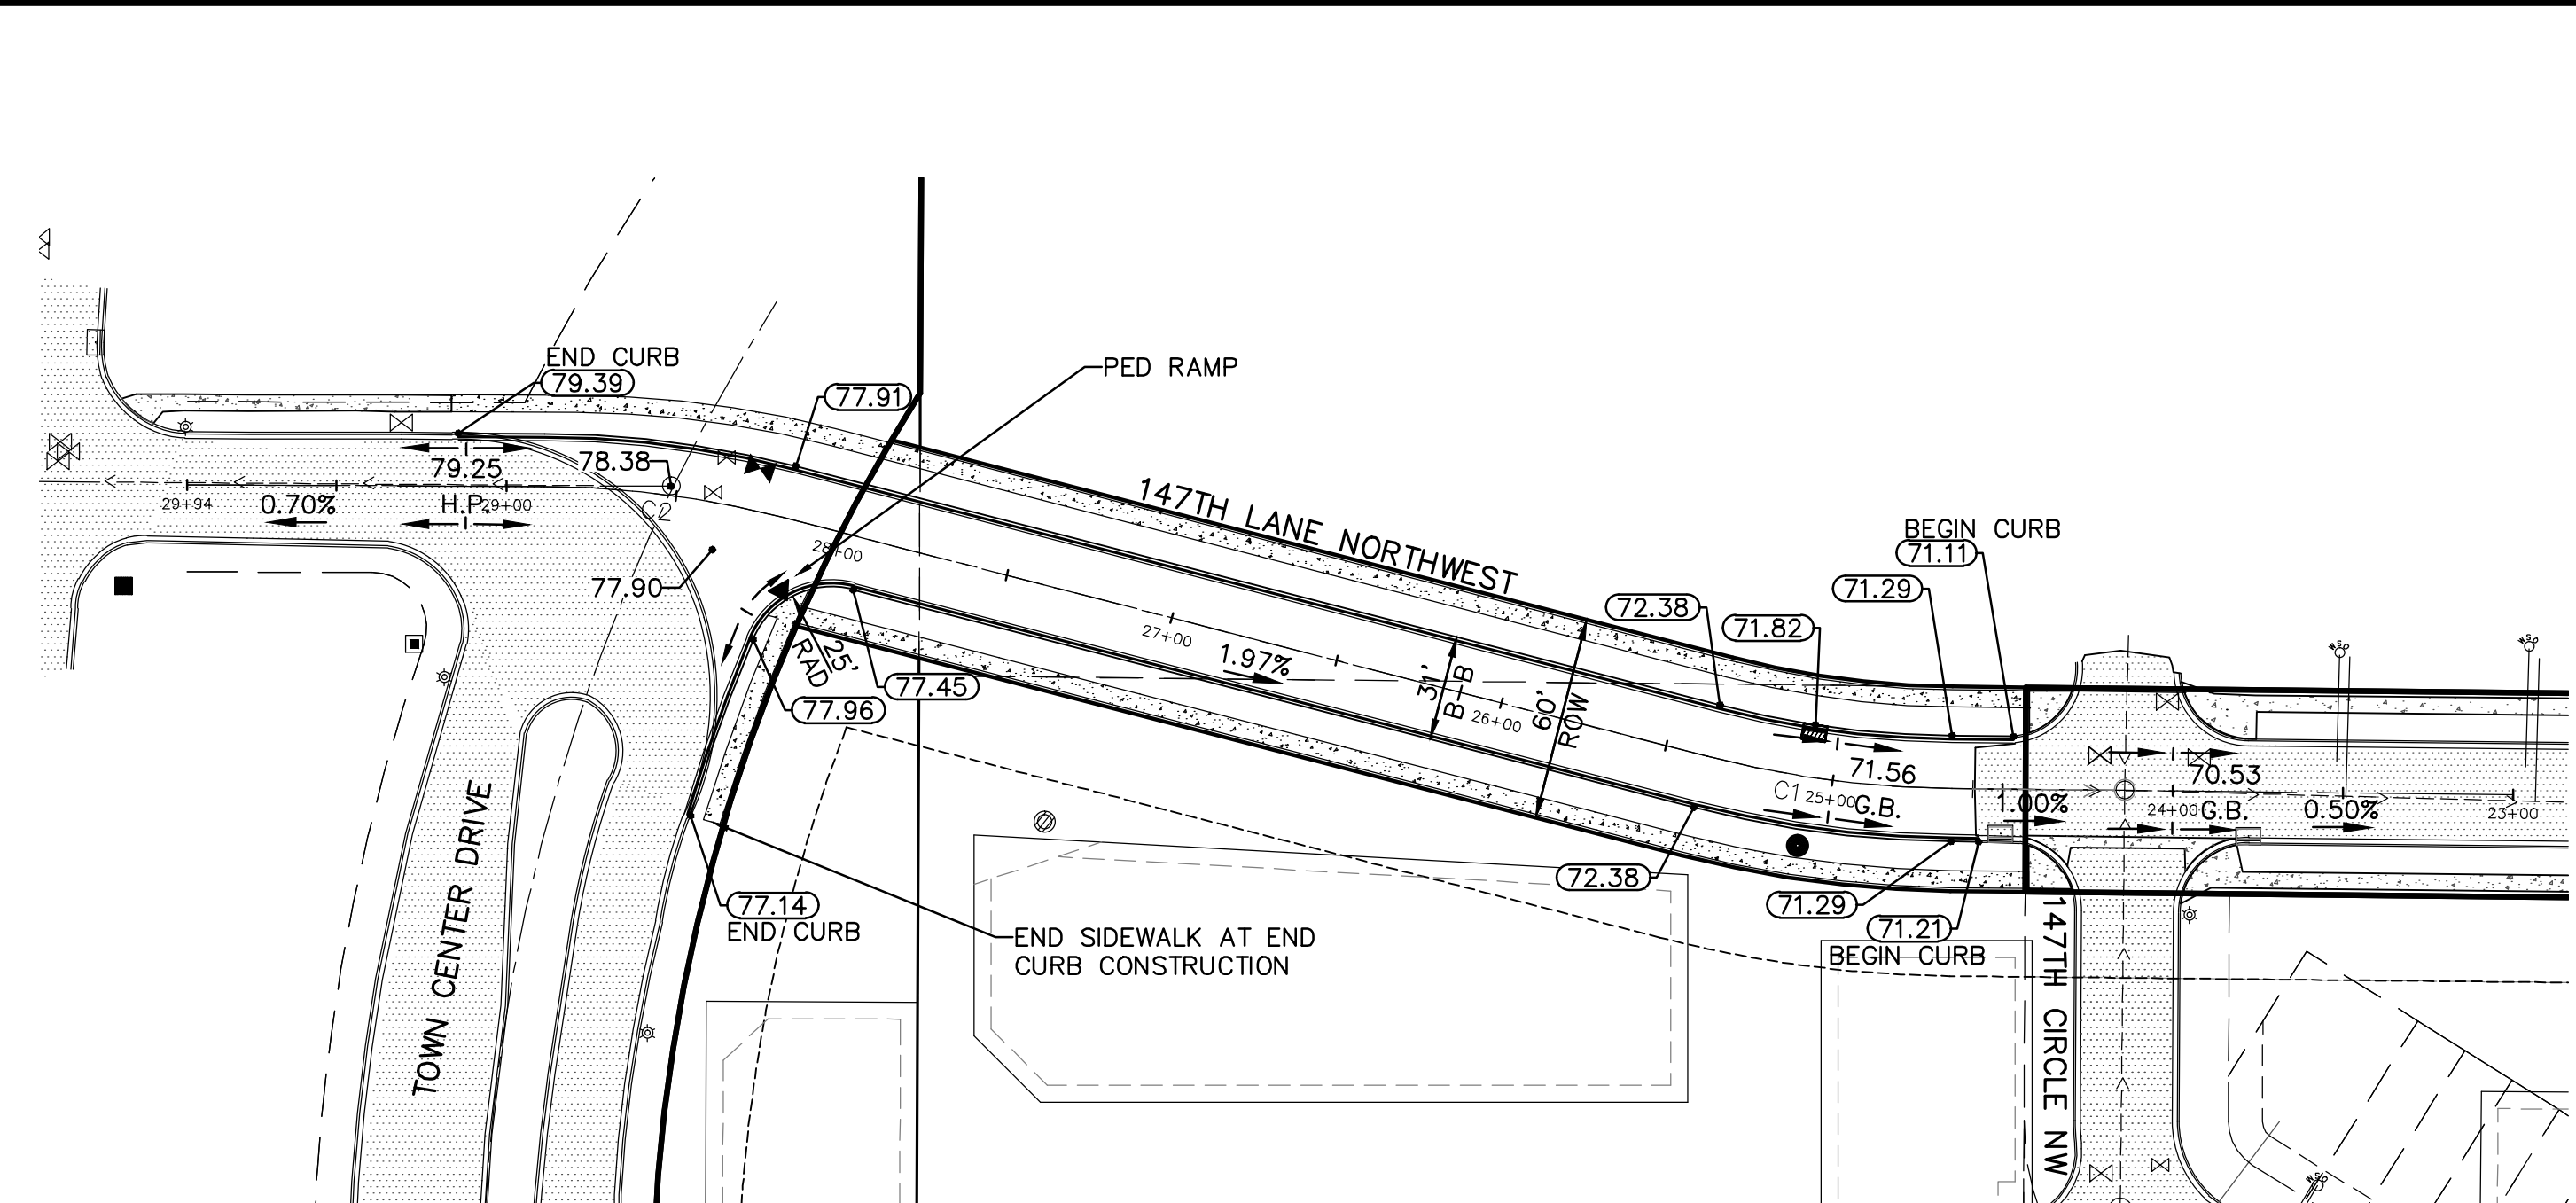 END CURB
79.39
77.91
PED RAMP
79.25
78.38
29+94
0.70%
H.P.
29+00
C2
147TH LANE NORTHWEST
BEGIN CURB
71.11
71.29
28+00
77.90
72.38
71.82
27+00
1.97%
25'
RAD
77.45
77.96
31'
B-B
60'
ROW
26+00
71.56
C1
25+00
G.B.
1.00%
70.53
24+00
G.B.
0.50%
23+00
WSO
WSO
72.38
71.29
71.21
BEGIN CURB
77.14
END CURB
END SIDEWALK AT END
CURB CONSTRUCTION
TOWN CENTER DRIVE
147TH CIRCLE NW
WSO